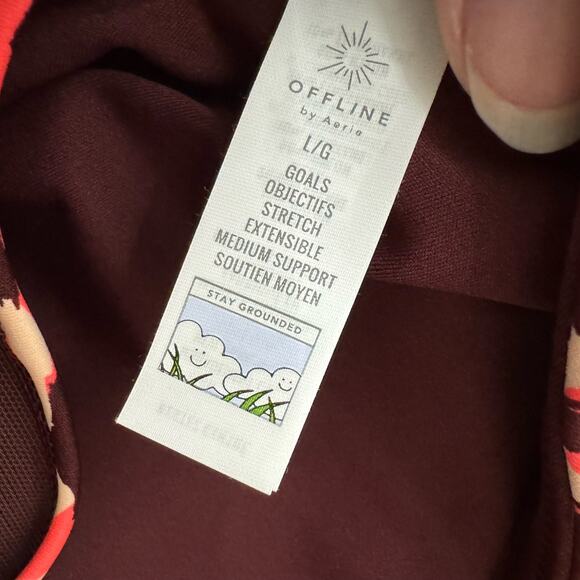 OFFLINE
by Aerie
L/G
GOALS
OBJECTIFS
STRETCH
EXTENSIBLE
MEDIUM SUPPORT
SOUTIEN MOYEN
STAY GROUNDED